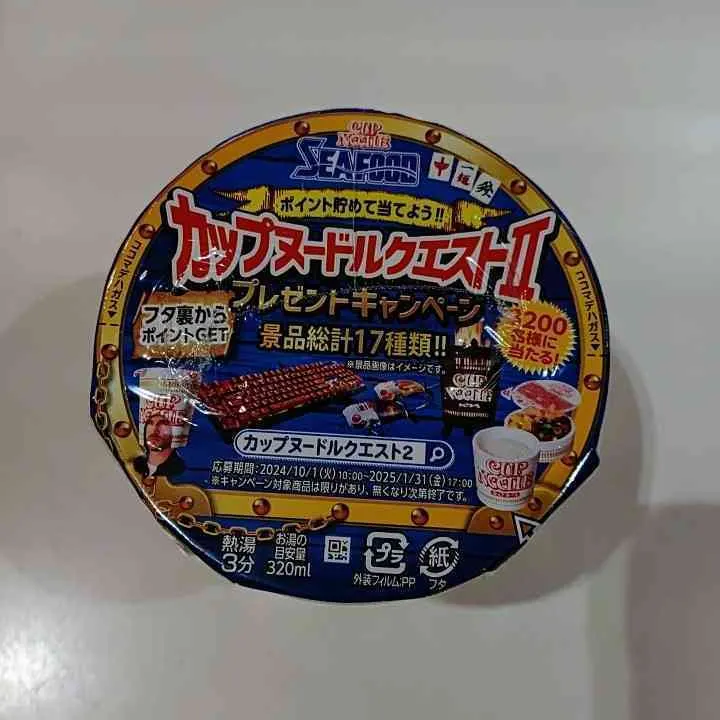 CUP NOODLE
SEAFOOD
ポイント貯めて当てよう!!
カップヌードルクエストII
プレゼントキャンペーン
フタ裏から
ポイントGET
景品総計17種類!!
※景品画像はイメージです。
3200
名様に
当たる!
ココマデハガス▼
ココマデハガス▼
CUP NOODLE
CUP NOODLE
CUP NOODLE
カップヌードルクエスト2
応募期間:2024/10/1(火)10:00~2025/1/31(金)17:00
※キャンペーン対象商品は限りがあり、無くなり次第終了です。
熱湯
3分
お湯の
目安量
320ml
プラ
外装フィルム:PP
紙
フタ